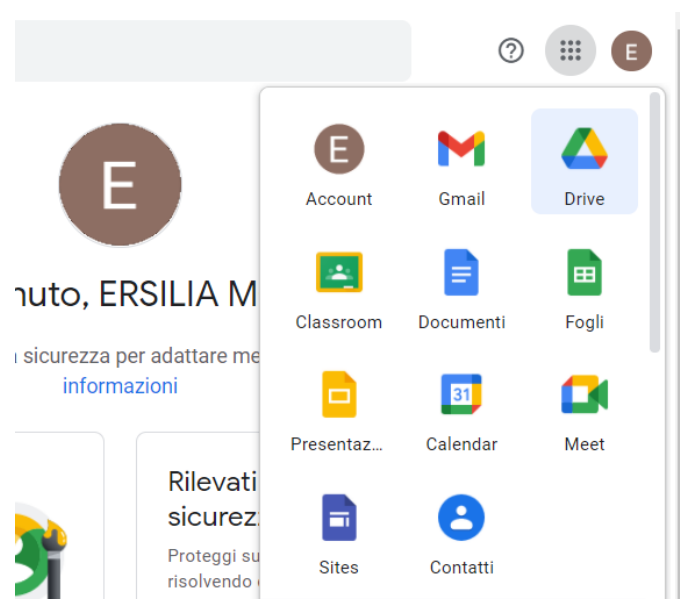 E
E
nuto, ERSILIA M
sicurezza per adattare me
informazioni
Rilevati
sicurez
Proteggi su
risolvendo
E
Account
Gmail
Drive
Classroom
Documenti
Fogli
Presentaz...
31
Calendar
Meet
Sites
Contatti